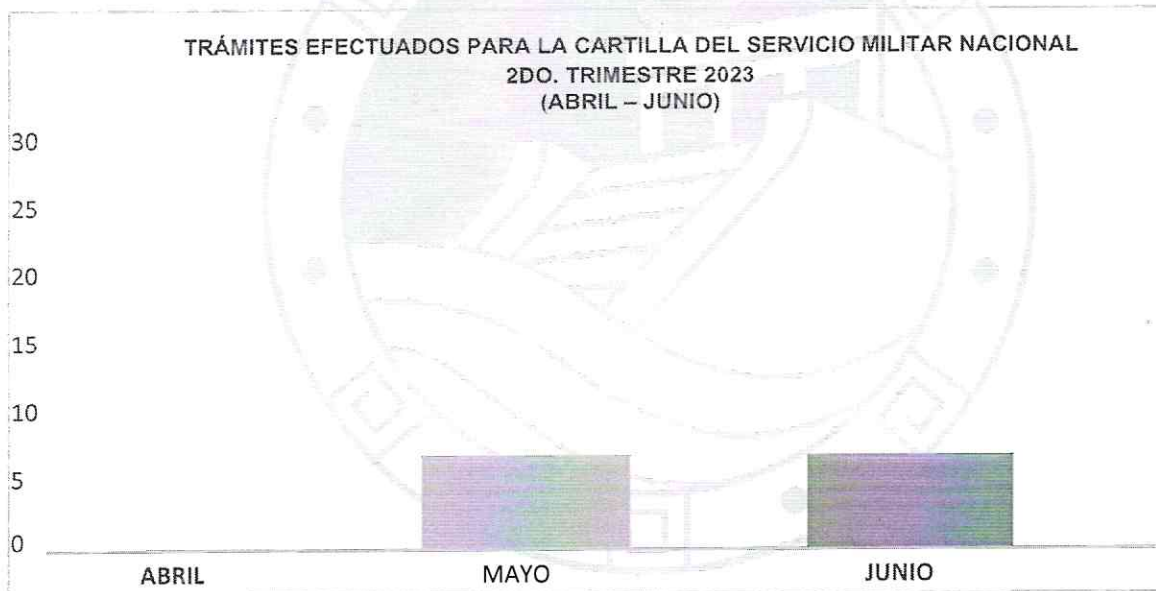 TRÁMITES EFECTUADOS PARA LA CARTILLA DEL SERVICIO MILITAR NACIONAL
2DO. TRIMESTRE 2023
(ABRIL – JUNIO)
30
25
20
15
10
5
0
ABRIL MAYO JUNIO